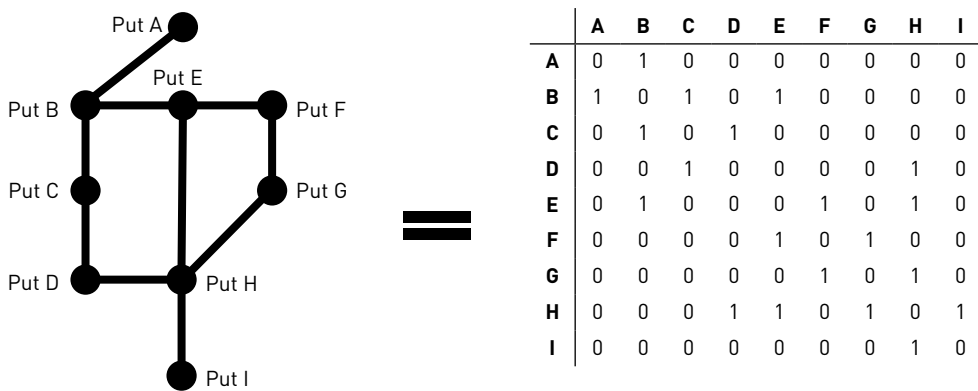 Put A
Put E
Put B
Put F
Put C
Put G
Put D
Put H
Put I
A B C D E F G H I
A 0 1 0 0 0 0 0 0 0
B 1 0 1 0 1 0 0 0 0
C 0 1 0 1 0 0 0 0 0
D 0 0 1 0 0 0 0 1 0
E 0 1 0 0 0 1 0 1 0
F 0 0 0 0 1 0 1 0 0
G 0 0 0 0 0 1 0 1 0
H 0 0 0 1 1 0 1 0 1
I 0 0 0 0 0 0 0 1 0